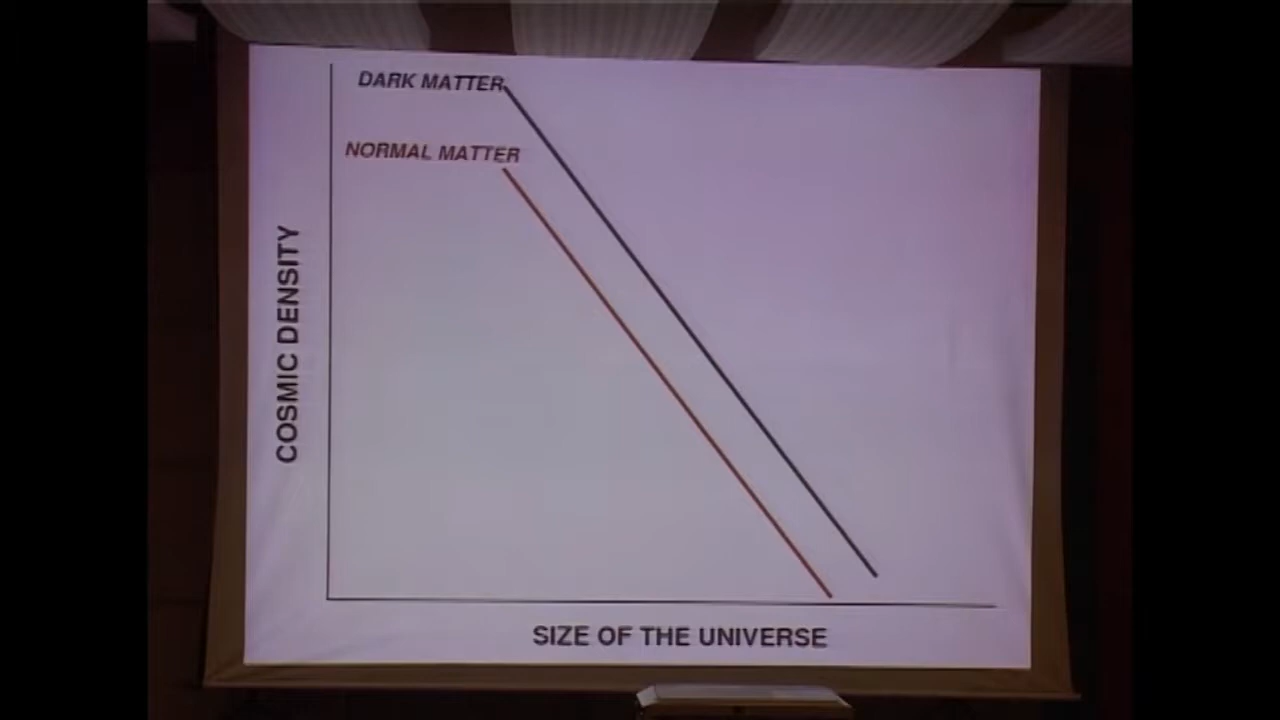 DARK MATTER
NORMAL MATTER
COSMIC DENSITY
SIZE OF THE UNIVERSE